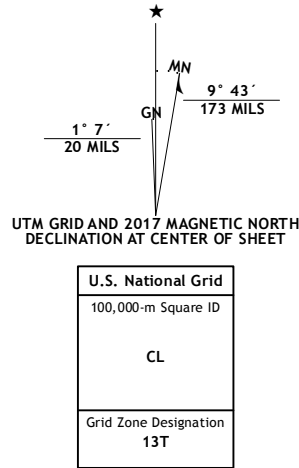 ★
MN
GN
9° 43´
173 MILS
1° 7´
20 MILS
UTM GRID AND 2017 MAGNETIC NORTH
DECLINATION AT CENTER OF SHEET
U.S. National Grid
100,000-m Square ID
CL
Grid Zone Designation
13T